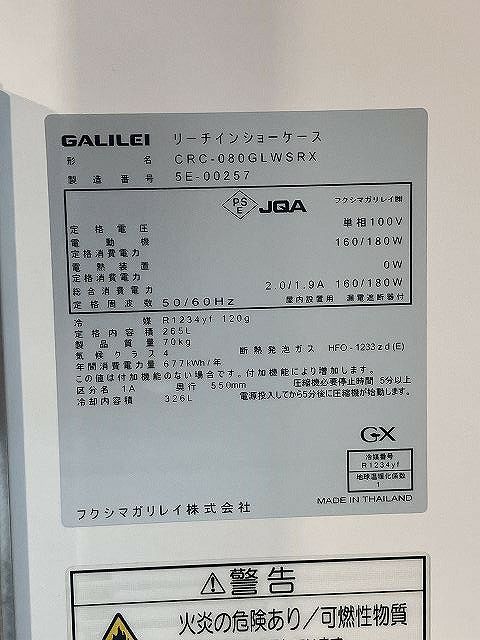 GALILEI リーチインショーケース
形名 CRC-080GLWSRX
製造番号 5E-00257
PSE JQA フクシマガリレイ㈱
定格電圧 単相100V
電動機 160/180W
定格消費電力
電熱装置 0W
定格消費電力
総合消費電力 2.0/1.9A 160/180W
定格周波数 50/60Hz 屋内設置用 漏電遮断器付
冷媒 R1234yf 120g
定格内容積 265L
製品質量 70kg
気候クラス 4 断熱発泡ガス HFO-1233zd(E)
年間消費電力量 677kWh/年
この値は付加機能のない場合です。付加機能により増加します。
区分名 1A 奥行 550mm 圧縮機必要停止時間 5分以上
冷却内容積 326L 電源投入してから5分後に圧縮機が始動します。
GX
冷媒番号
R1234yf
地球温暖化係数
1
MADE IN THAILAND
フクシマガリレイ株式会社
⚠警告
火炎の危険あり/可燃性物質